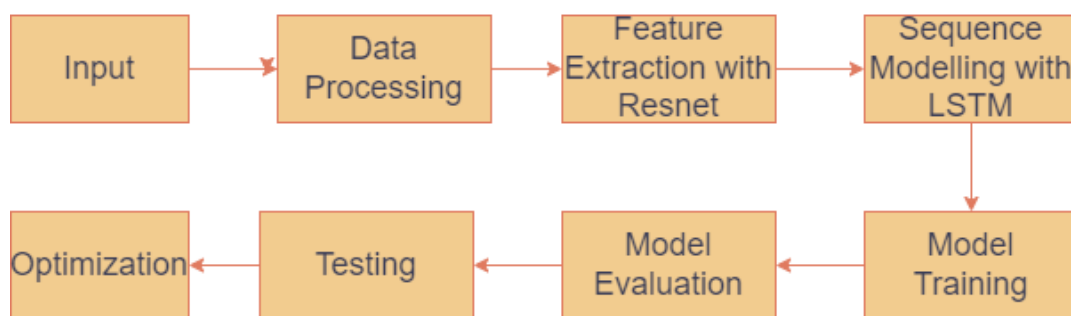 Input
Data
Processing
Feature
Extraction with
Resnet
Sequence
Modelling with
LSTM
Model
Training
Model
Evaluation
Testing
Optimization